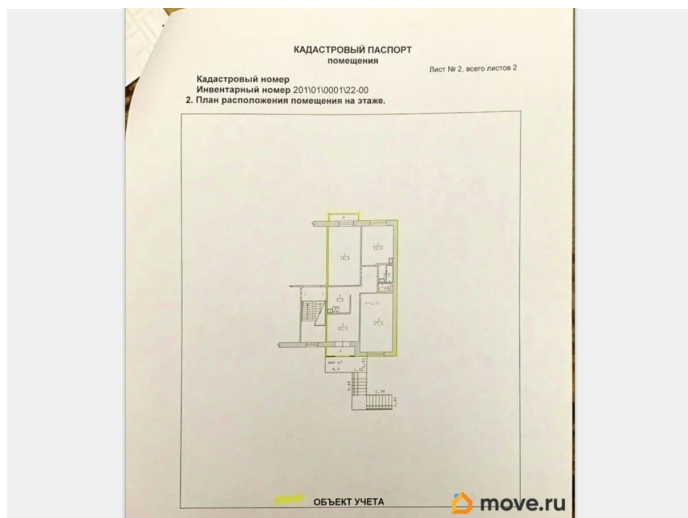 КАДАСТРОВЫЙ ПАСПОРТ
помещения
Лист № 2, всего листов 2
Кадастровый номер
Инвентарный номер 201\01\0001\22-00
2. План расположения помещения на этаже.
ОБЪЕКТ УЧЕТА
move.ru